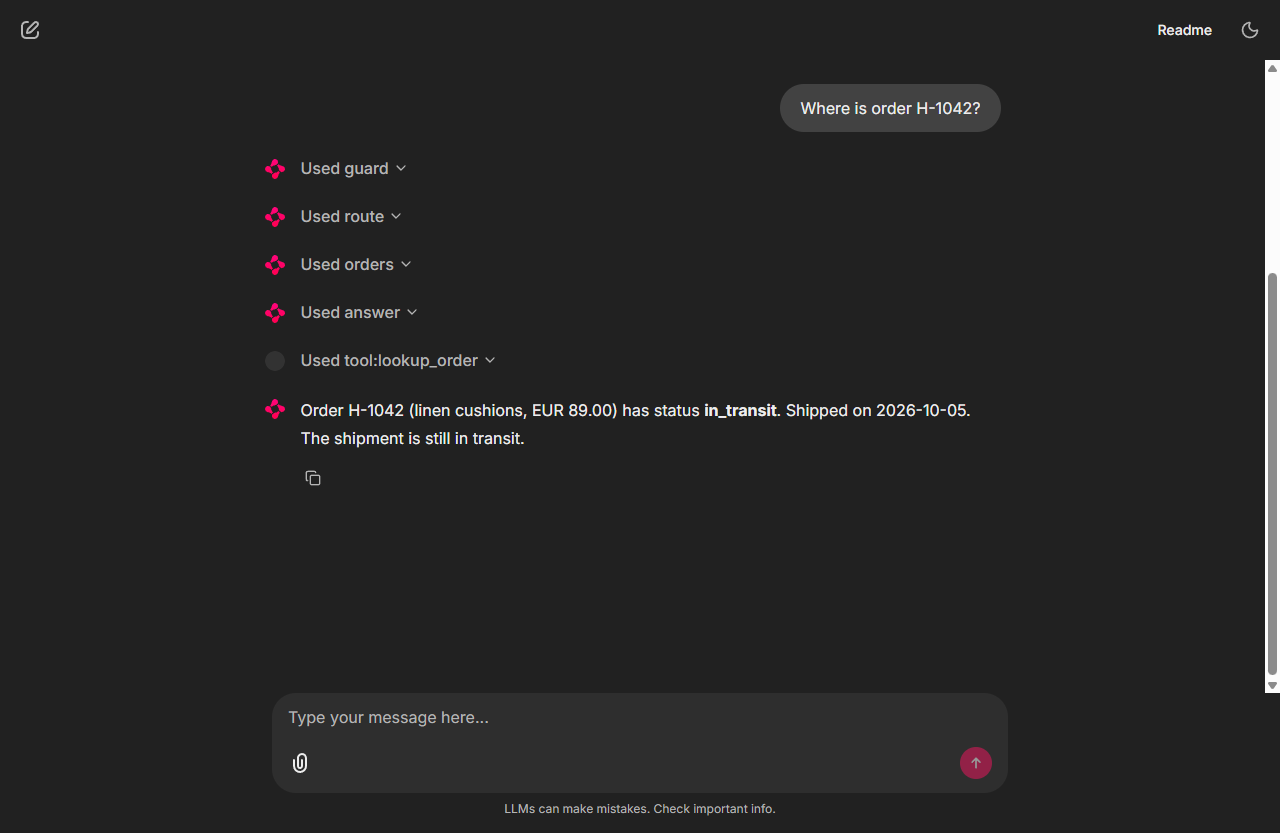 Readme
Where is order H-1042?
Used guard
Used route
Used orders
Used answer
Used tool:lookup_order
Order H-1042 (linen cushions, EUR 89.00) has status in_transit. Shipped on 2026-10-05.
The shipment is still in transit.
Type your message here...
LLMs can make mistakes. Check important info.